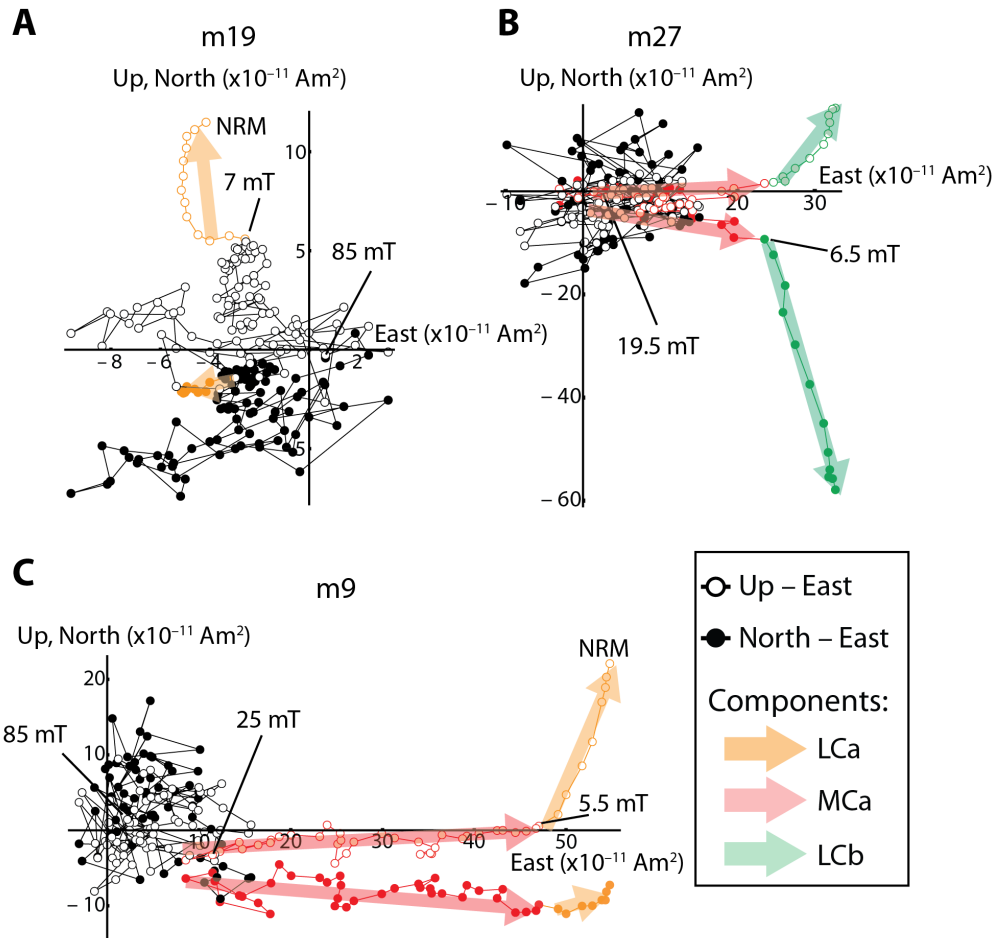 A
m19
Up, North (x10⁻¹¹ Am²)
NRM
10
7 mT
5
85 mT
East (x10⁻¹¹ Am²)
−8
−6
−4
2
5
B
m27
Up, North (x10⁻¹¹ Am²)
East (x10⁻¹¹ Am²)
−10
20
30
6.5 mT
−20
19.5 mT
−40
−60
C
m9
Up, North (x10⁻¹¹ Am²)
NRM
20
85 mT
25 mT
10
5.5 mT
10
20
30
40
50
East (x10⁻¹¹ Am²)
−10
Up – East
North – East
Components:
LCa
MCa
LCb